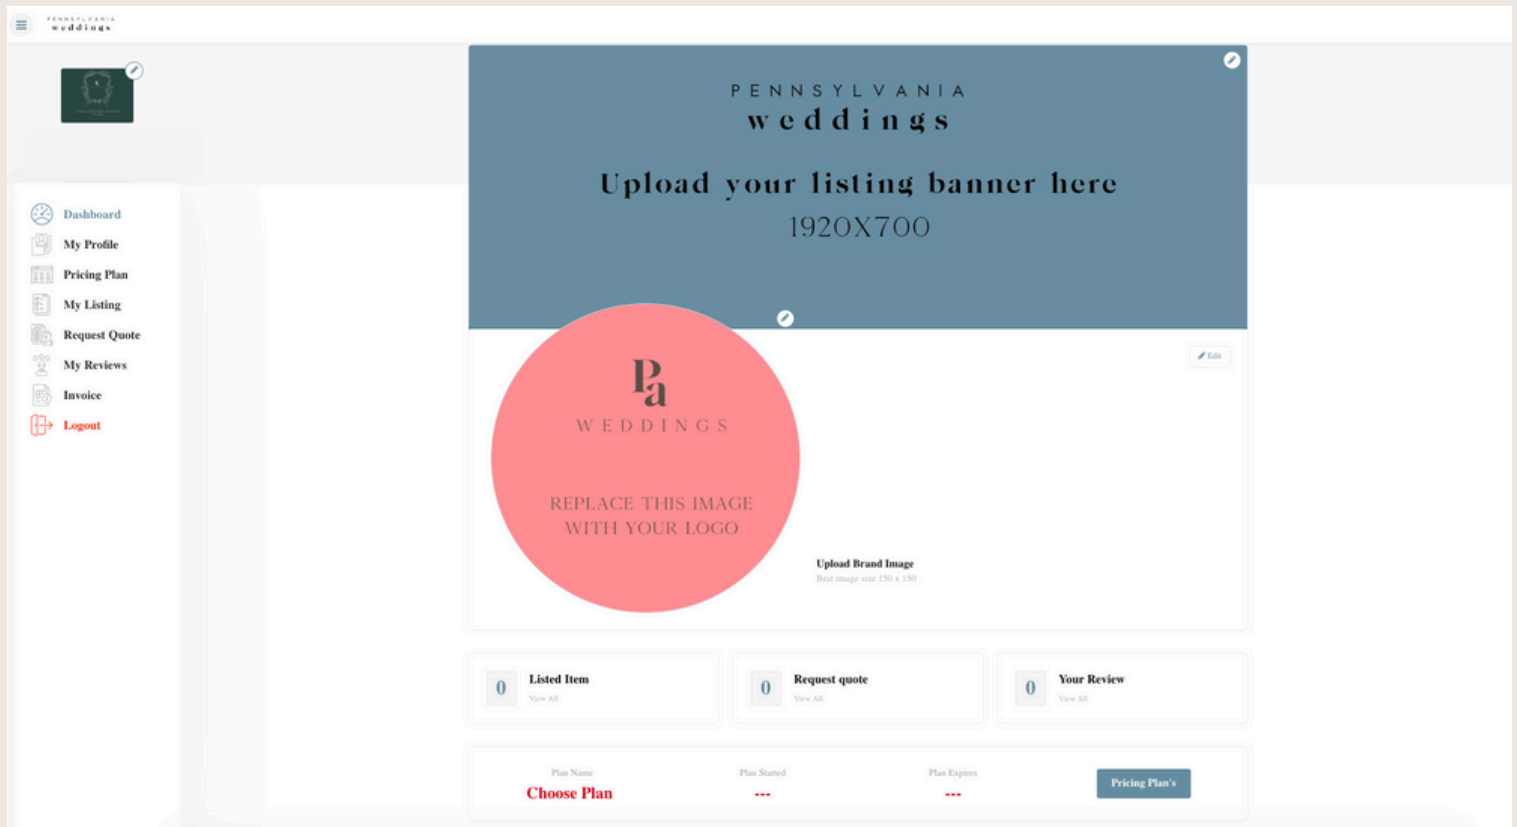 PENNSYLVANIA
weddings
PENNSYLVANIA
weddings
Upload your listing banner here
1920X700
Dashboard
My Profile
Pricing Plan
My Listing
Request Quote
My Reviews
Invoice
Logout
Edit
Pa
WEDDINGS
REPLACE THIS IMAGE
WITH YOUR LOGO
Upload Brand Image
Best image size 150 x 150
0
Listed Item
View All
0
Request quote
View All
0
Your Review
View All
Plan Name
Choose Plan
Plan Started
---
Plan Expires
---
Pricing Plan's